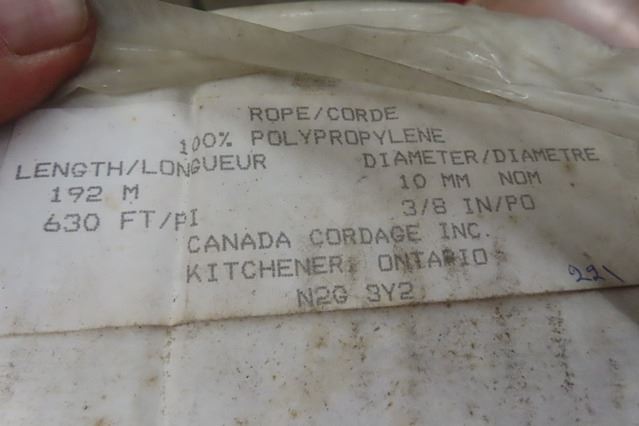 ROPE/CORDE
100% POLYPROPYLENE
LENGTH/LONGUEUR DIAMETER/DIAMETRE
192 M 10 MM NOM
630 FT/PI 3/8 IN/PO
CANADA CORDAGE INC.
KITCHENER, ONTARIO
N2G 3Y2
221